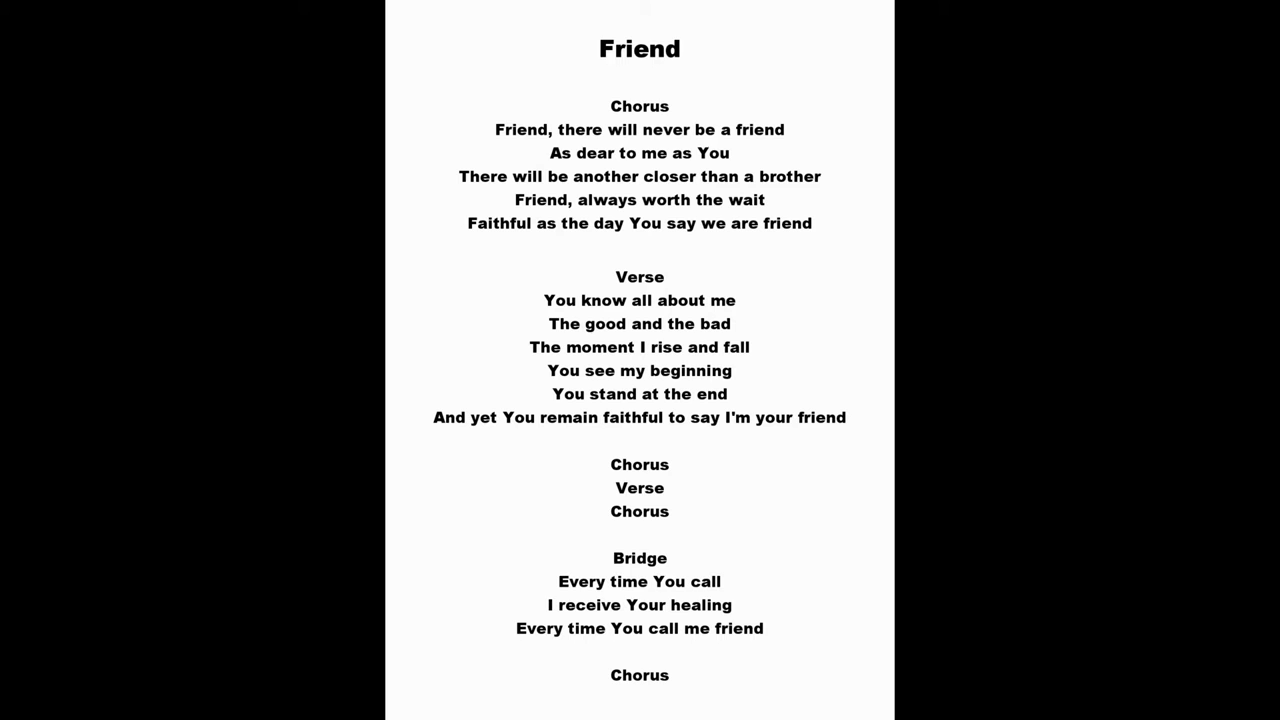 Friend
Chorus
Friend, there will never be a friend
As dear to me as You
There will be another closer than a brother
Friend, always worth the wait
Faithful as the day You say we are friend
Verse
You know all about me
The good and the bad
The moment I rise and fall
You see my beginning
You stand at the end
And yet You remain faithful to say I'm your friend
Chorus
Verse
Chorus
Bridge
Every time You call
I receive Your healing
Every time You call me friend
Chorus